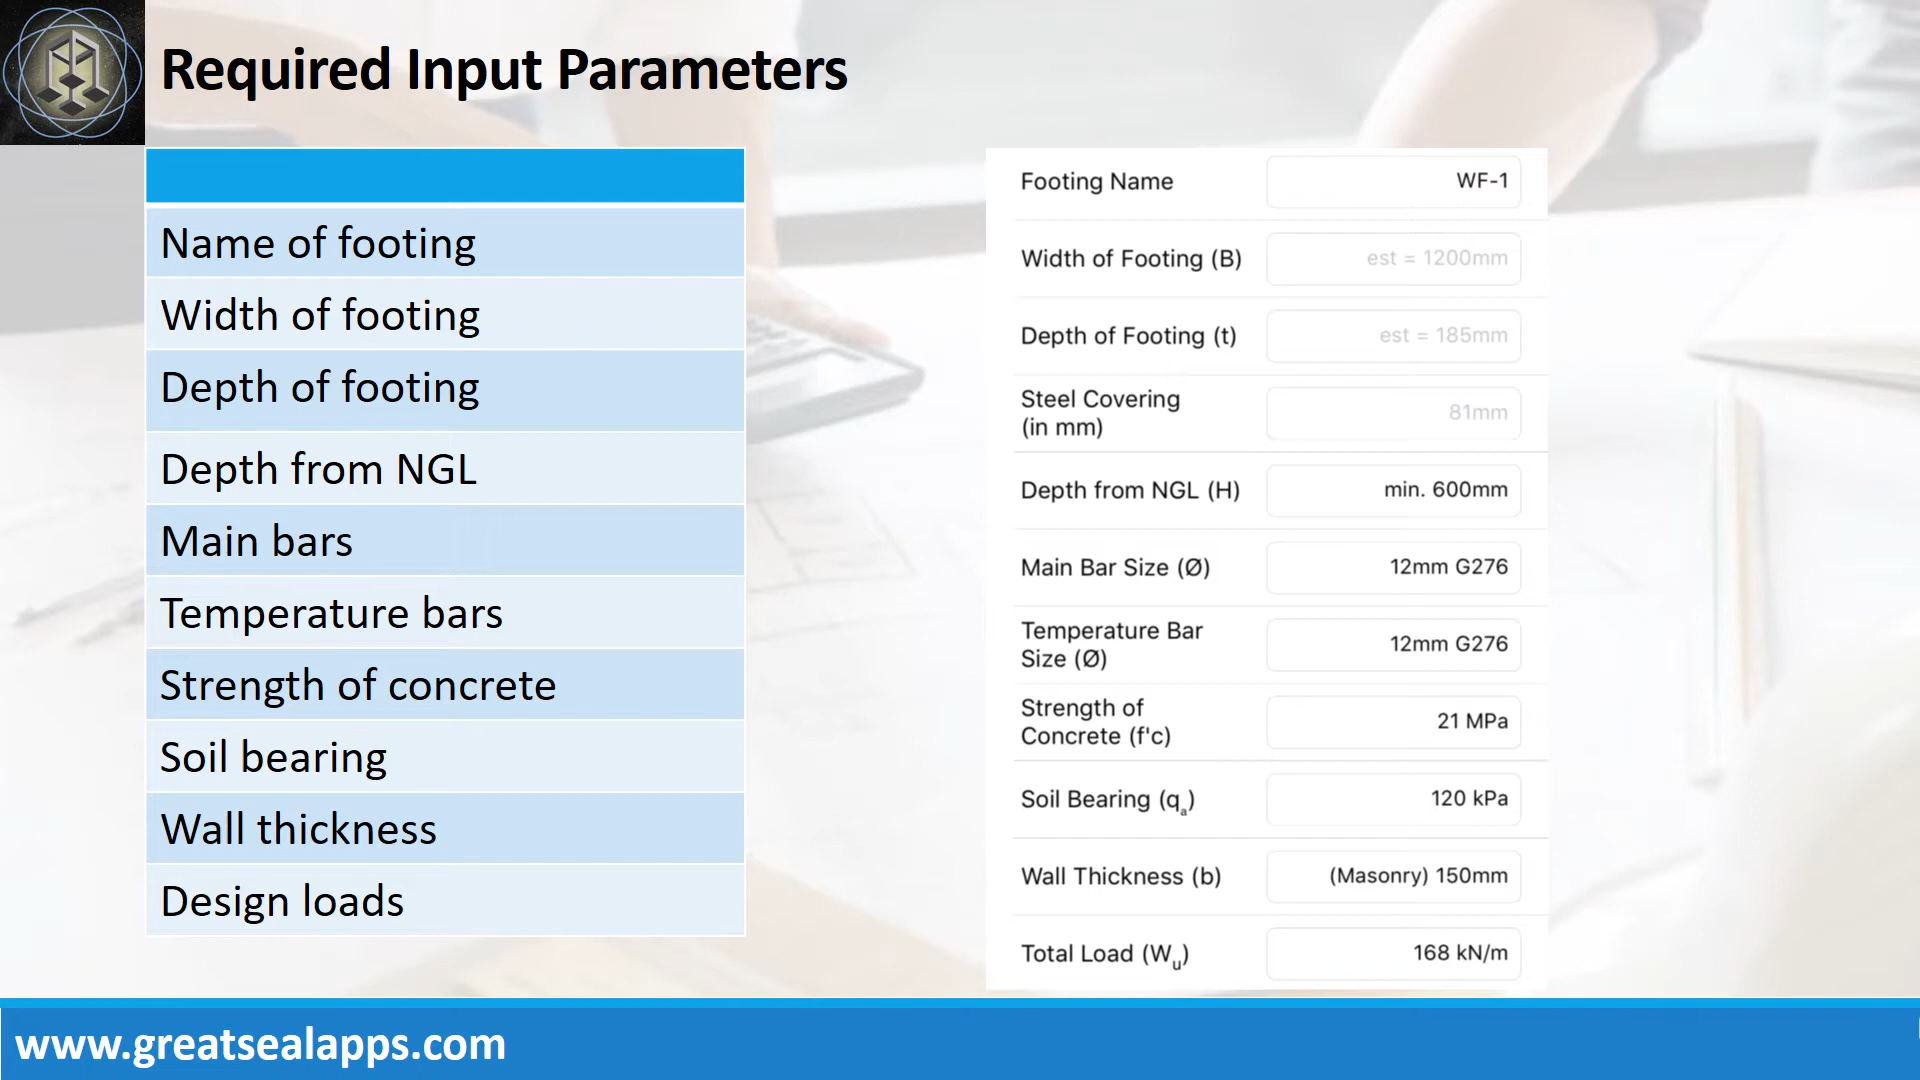 Required Input Parameters
Name of footing
Width of footing
Depth of footing
Depth from NGL
Main bars
Temperature bars
Strength of concrete
Soil bearing
Wall thickness
Design loads
Footing Name WF-1
Width of Footing (B) est = 1200mm
Depth of Footing (t) est = 185mm
Steel Covering
(in mm) 81mm
Depth from NGL (H) min. 600mm
Main Bar Size (Ø) 12mm G276
Temperature Bar
Size (Ø) 12mm G276
Strength of
Concrete (f'c) 21 MPa
Soil Bearing (qa) 120 kPa
Wall Thickness (b) (Masonry) 150mm
Total Load (Wu) 168 kN/m
www.greatsealapps.com